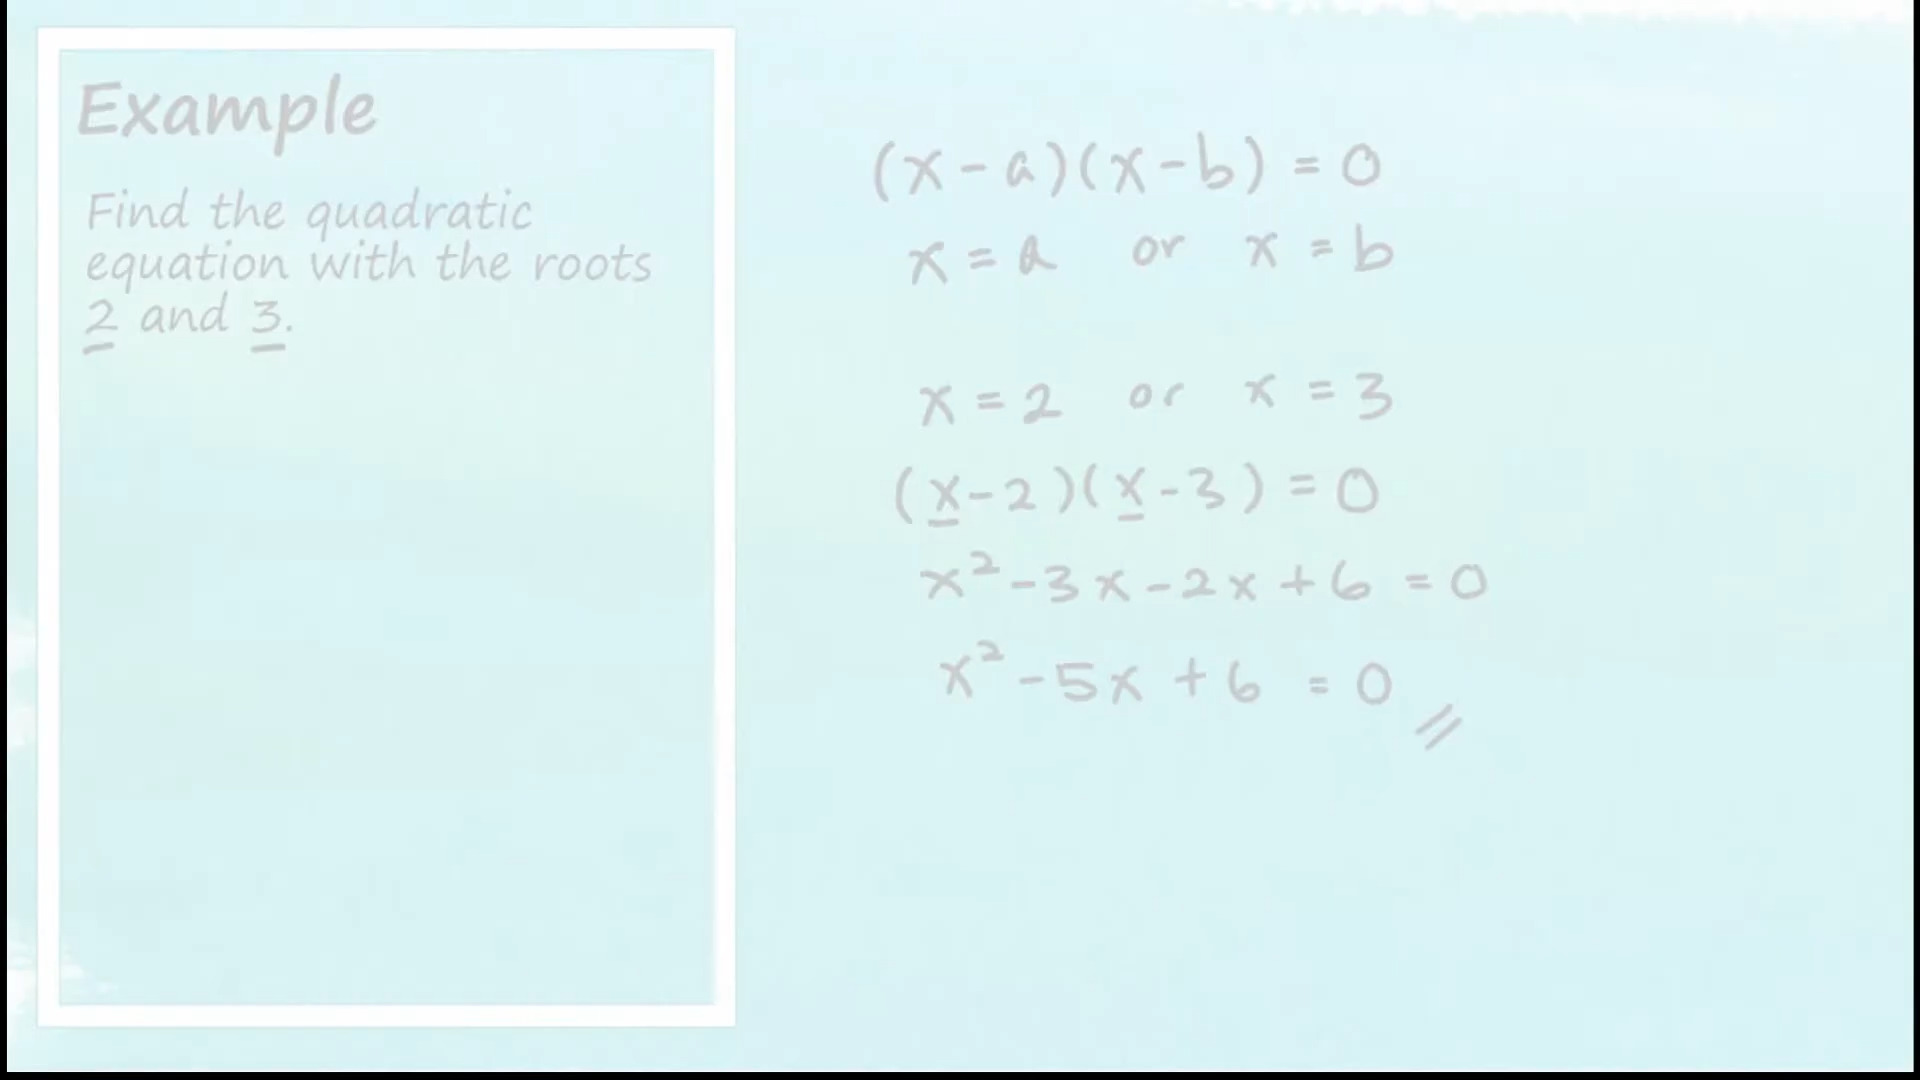 Example
Find the quadratic
equation with the roots
2 and 3.
(x - a)(x - b) = 0
x = a or x = b
x = 2 or x = 3
(x - 2)(x - 3) = 0
x² - 3x - 2x + 6 = 0
x² - 5x + 6 = 0